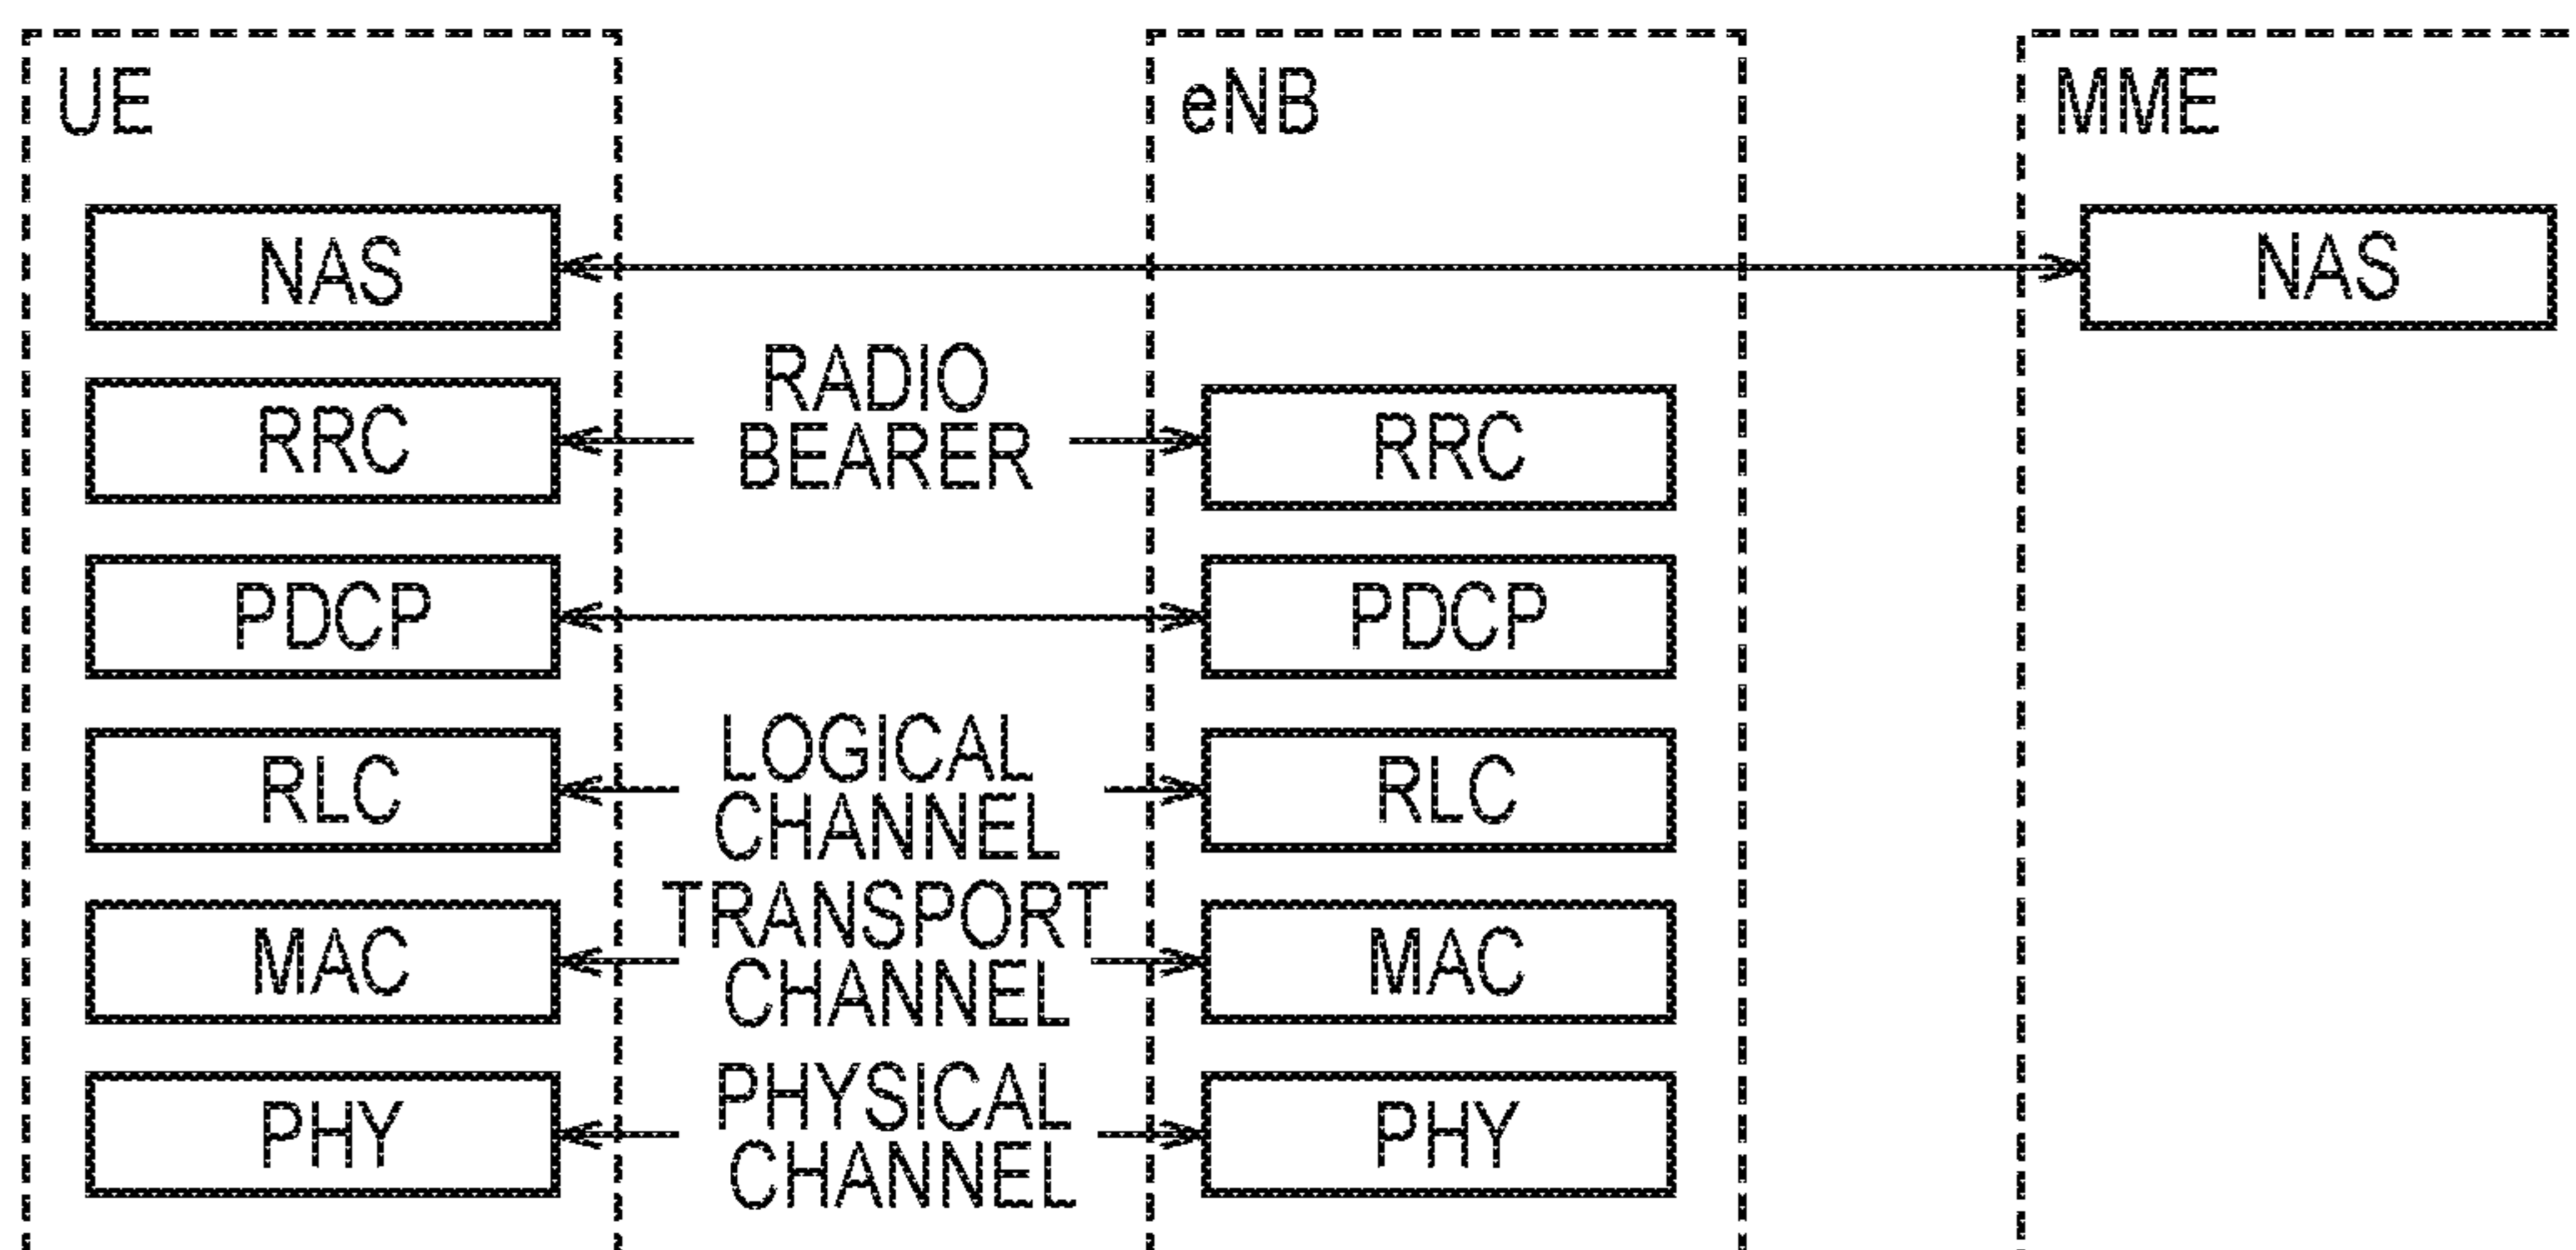 UE
eNB
MME
NAS
NAS
RADIO
BEARER
RRC
RRC
PDCP
PDCP
LOGICAL
CHANNEL
RLC
RLC
TRANSPORT
CHANNEL
MAC
MAC
PHYSICAL
CHANNEL
PHY
PHY